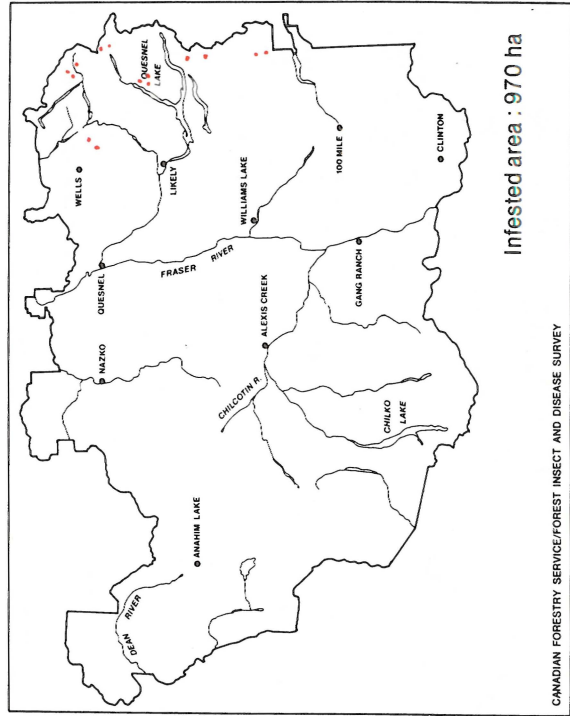 WELLS
QUESNEL
LAKE
LIKELY
QUESNEL
NAZKO
FRASER RIVER
WILLIAMS LAKE
100 MILE
ALEXIS CREEK
CHILCOTIN R.
ANAHIM LAKE
DEAN RIVER
GANG RANCH
CLINTON
CHILKO
LAKE
Infested area : 970 ha
CANADIAN FORESTRY SERVICE/FOREST INSECT AND DISEASE SURVEY